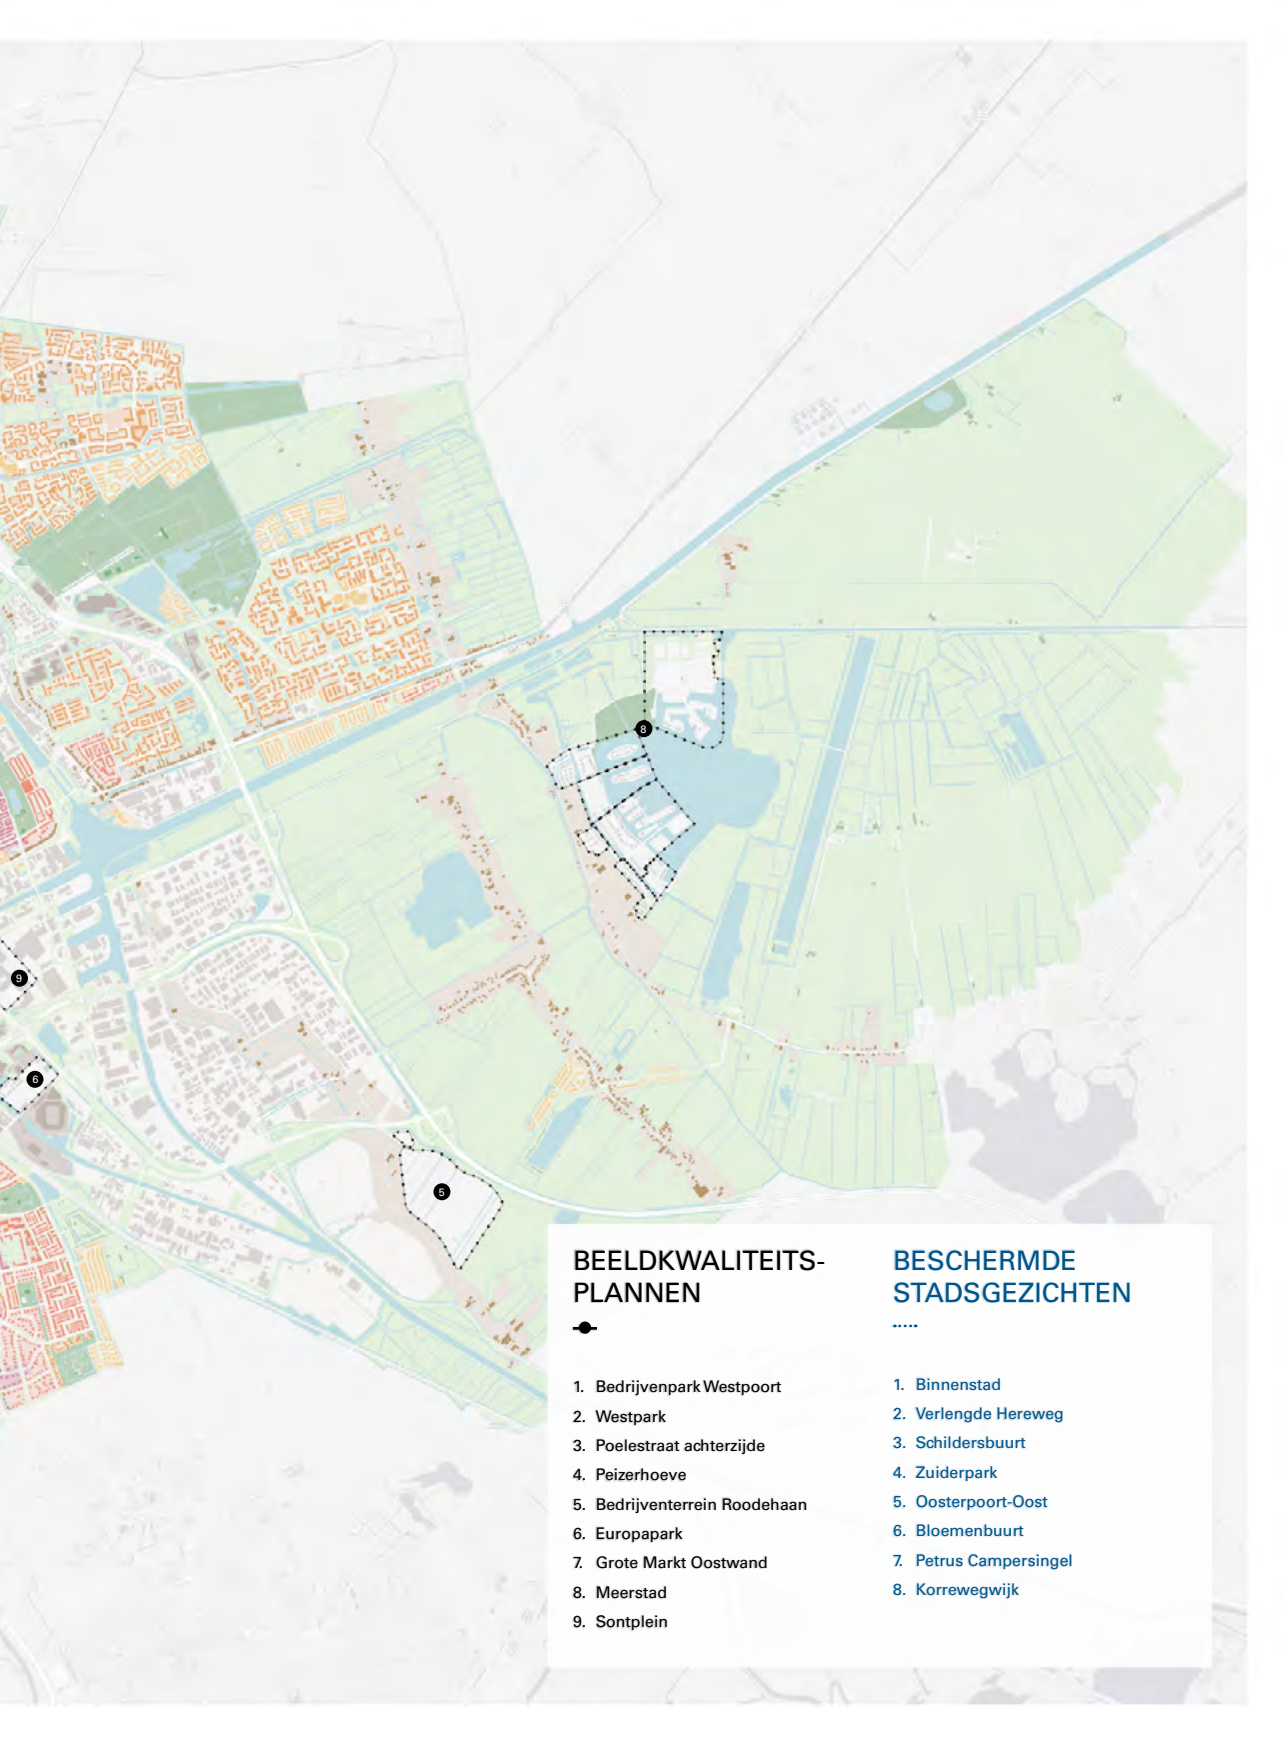 8
9
6
5
BEELDKWALITEITS-
PLANNEN
1. Bedrijvenpark Westpoort
2. Westpark
3. Poelestraat achterzijde
4. Peizerhoeve
5. Bedrijventerrein Roodehaan
6. Europapark
7. Grote Markt Oostwand
8. Meerstad
9. Sontplein
BESCHERMDE
STADSGEZICHTEN
1. Binnenstad
2. Verlengde Hereweg
3. Schildersbuurt
4. Zuiderpark
5. Oosterpoort-Oost
6. Bloemenbuurt
7. Petrus Campersingel
8. Korrewegwijk